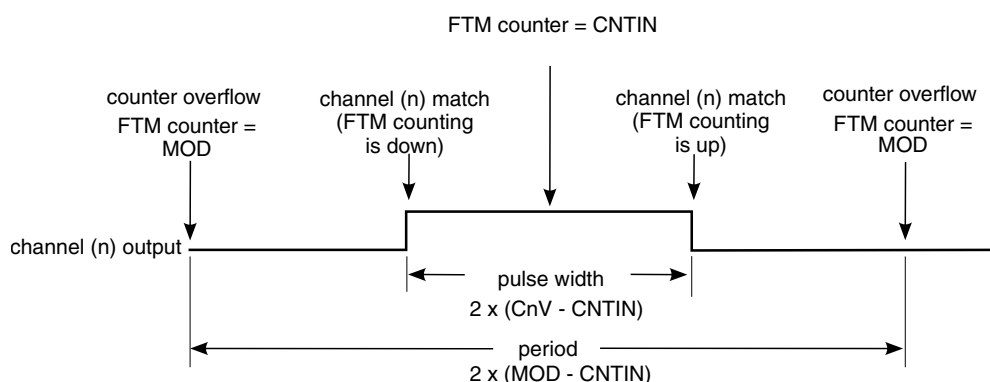 FTM counter = CNTIN
counter overflow
FTM counter =
MOD
channel (n) match
(FTM counting
is down)
channel (n) match
(FTM counting
is up)
counter overflow
FTM counter =
MOD
channel (n) output
pulse width
2 x (CnV - CNTIN)
period
2 x (MOD - CNTIN)